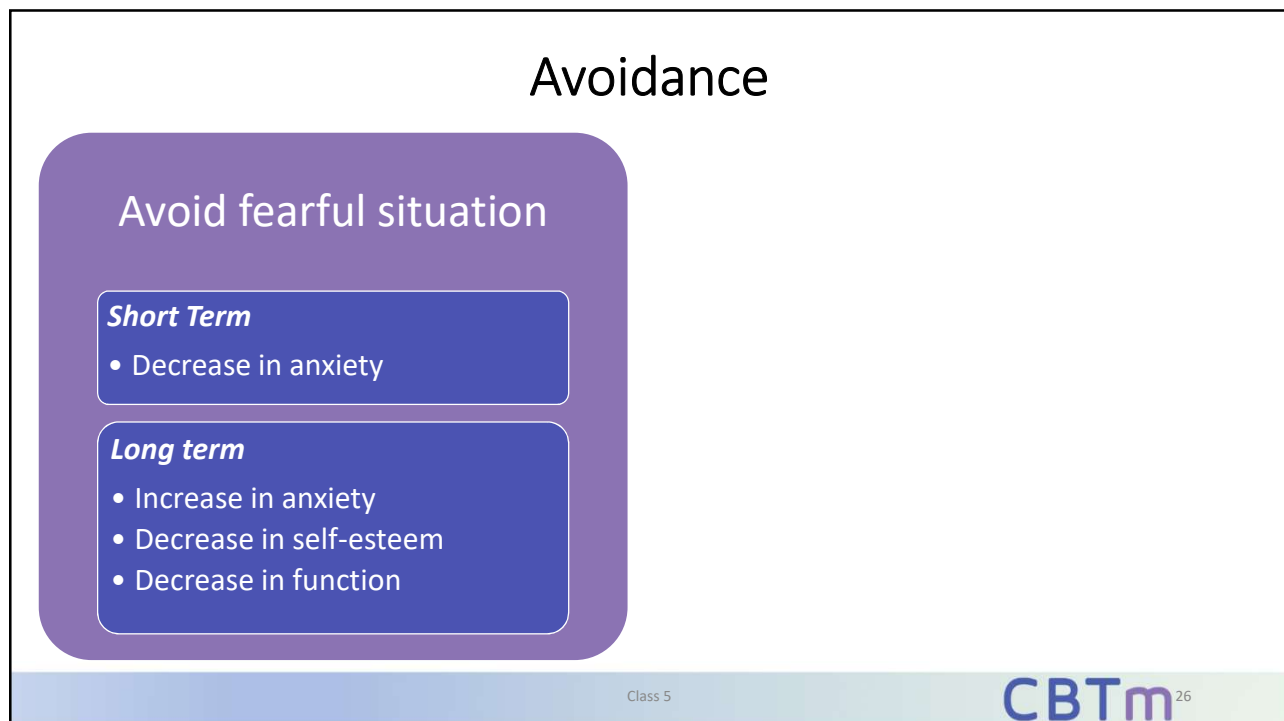 Avoidance
Avoid fearful situation
Short Term
• Decrease in anxiety
Long term
• Increase in anxiety
• Decrease in self-esteem
• Decrease in function
Class 5
CBTm
26